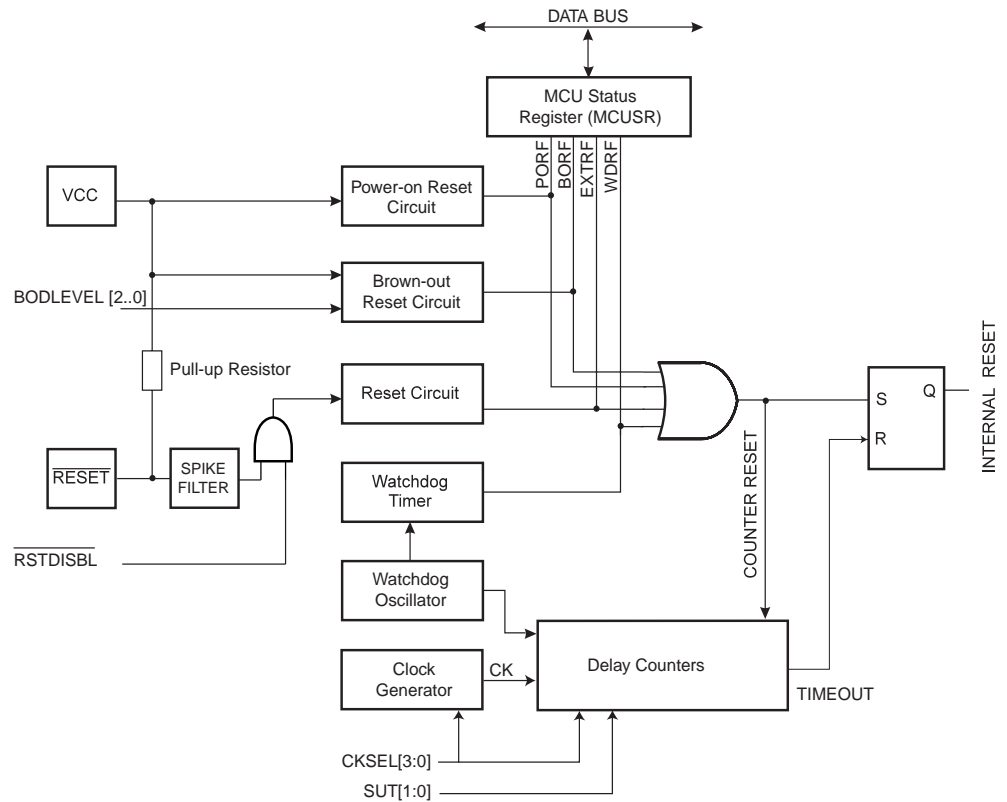 DATA BUS
MCU Status
Register (MCUSR)
PORF
BORF
EXTRF
WDRF
VCC
Power-on Reset
Circuit
Brown-out
Reset Circuit
BODLEVEL [2..0]
Pull-up Resistor
Reset Circuit
S
Q
R
INTERNAL RESET
RESET
SPIKE
FILTER
Watchdog
Timer
COUNTER RESET
RSTDISBL
Watchdog
Oscillator
Clock
Generator
CK
Delay Counters
TIMEOUT
CKSEL[3:0]
SUT[1:0]